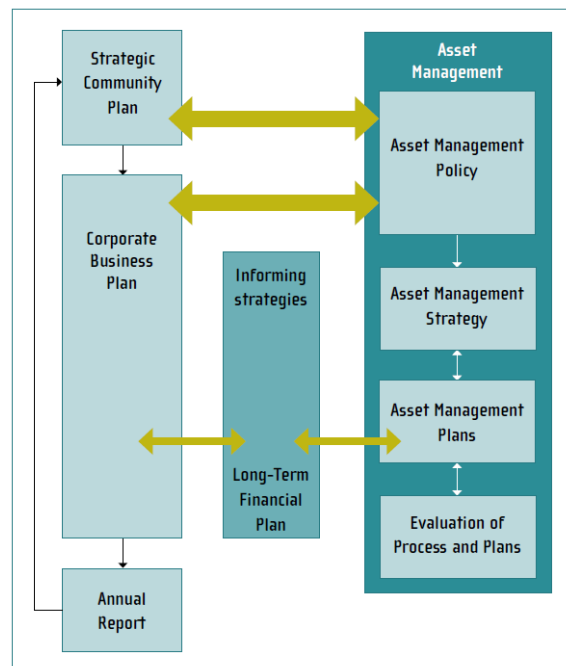 Strategic
Community
Plan
Corporate
Business
Plan
Annual
Report
Informing
strategies
Long-Term
Financial
Plan
Asset
Management
Asset Management
Policy
Asset Management
Strategy
Asset Management
Plans
Evaluation of
Process and Plans